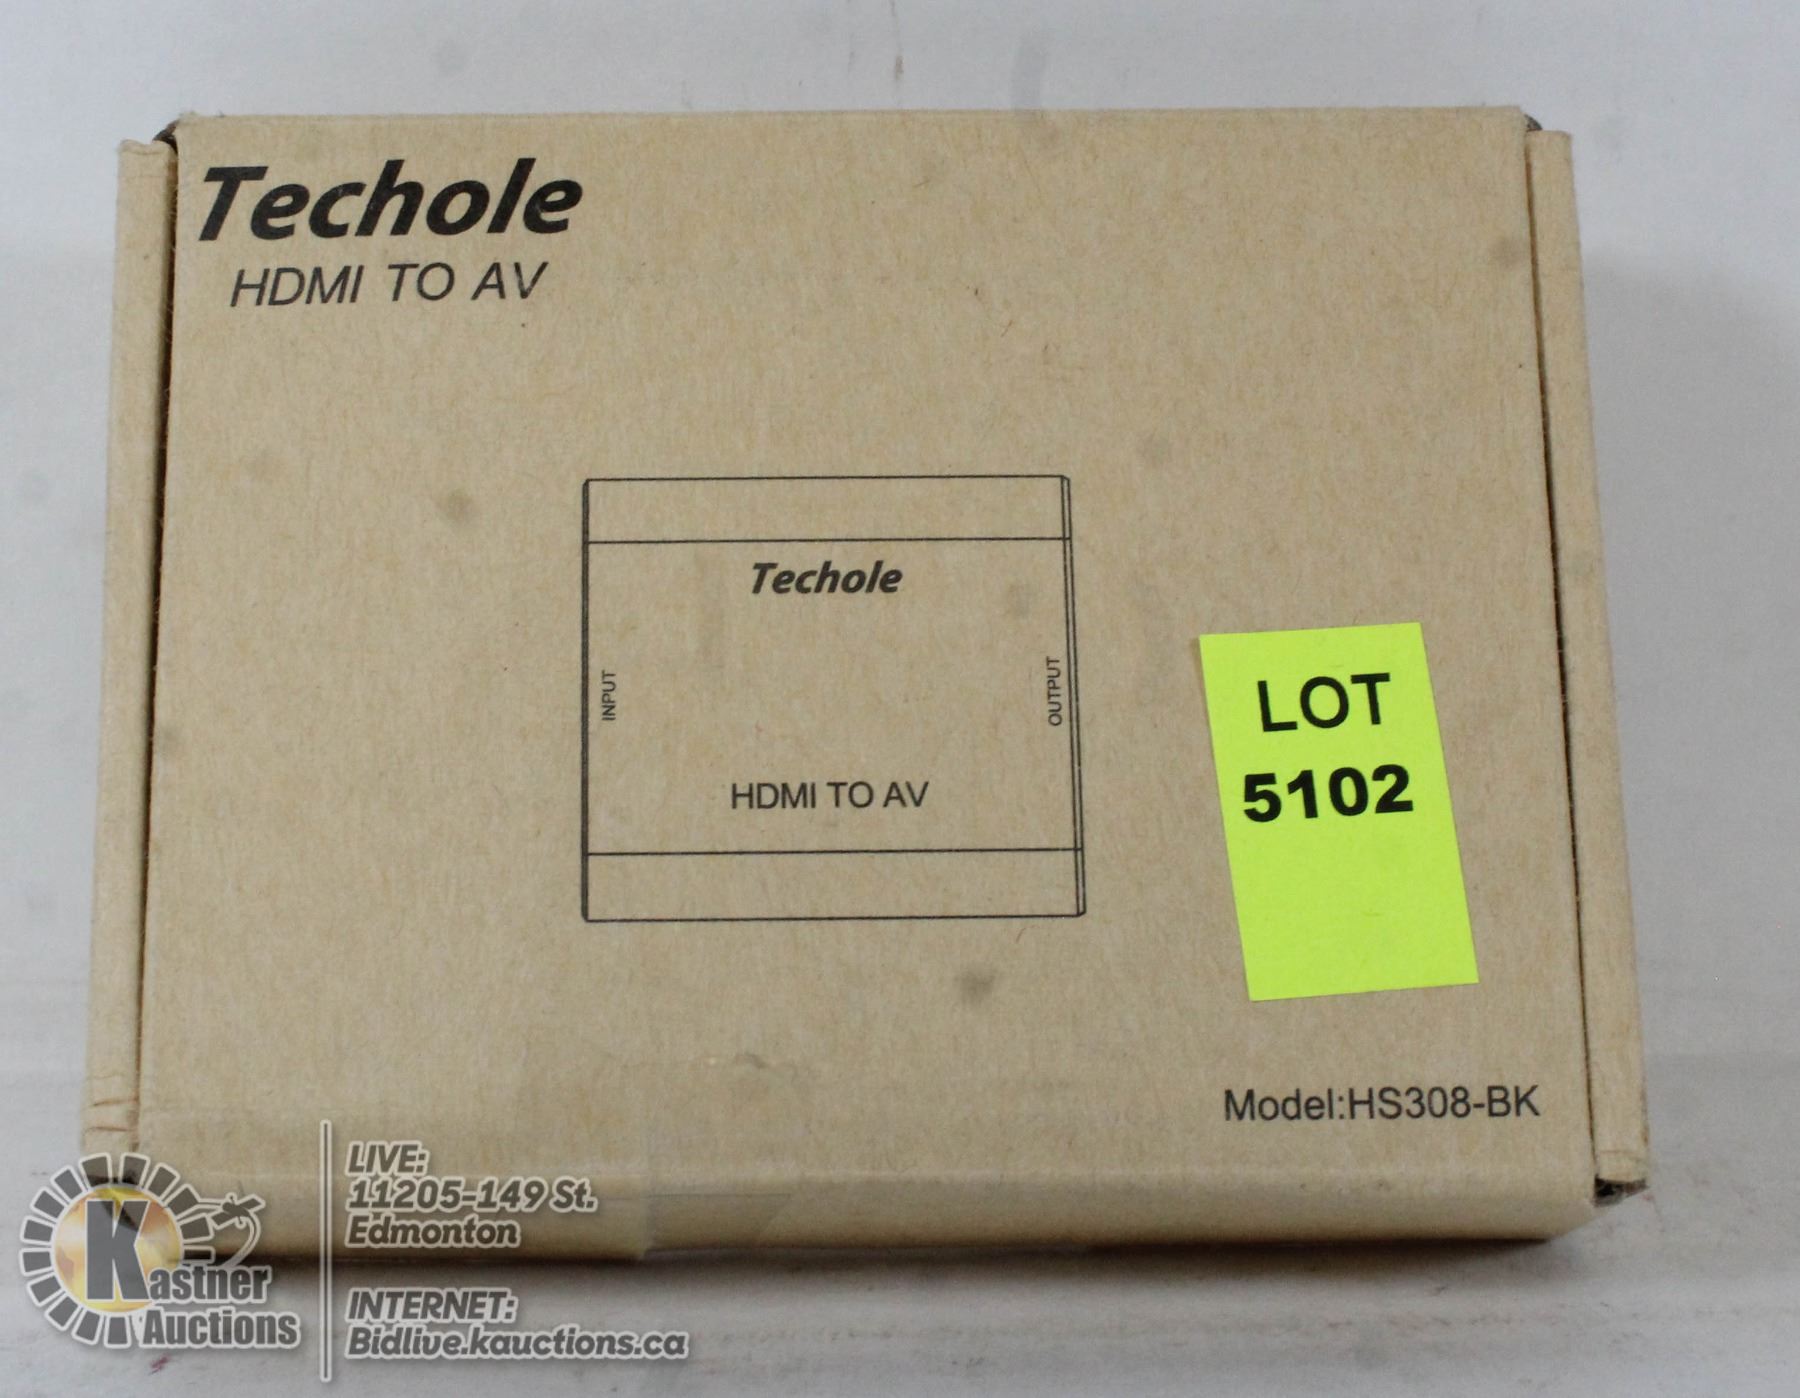 Techole
HDMI TO AV
Techole
INPUT
OUTPUT
HDMI TO AV
LOT
5102
Model:HS308-BK
K
Kastner
Auctions
LIVE:
11205-149 St.
Edmonton
INTERNET:
Bidlive.kauctions.ca